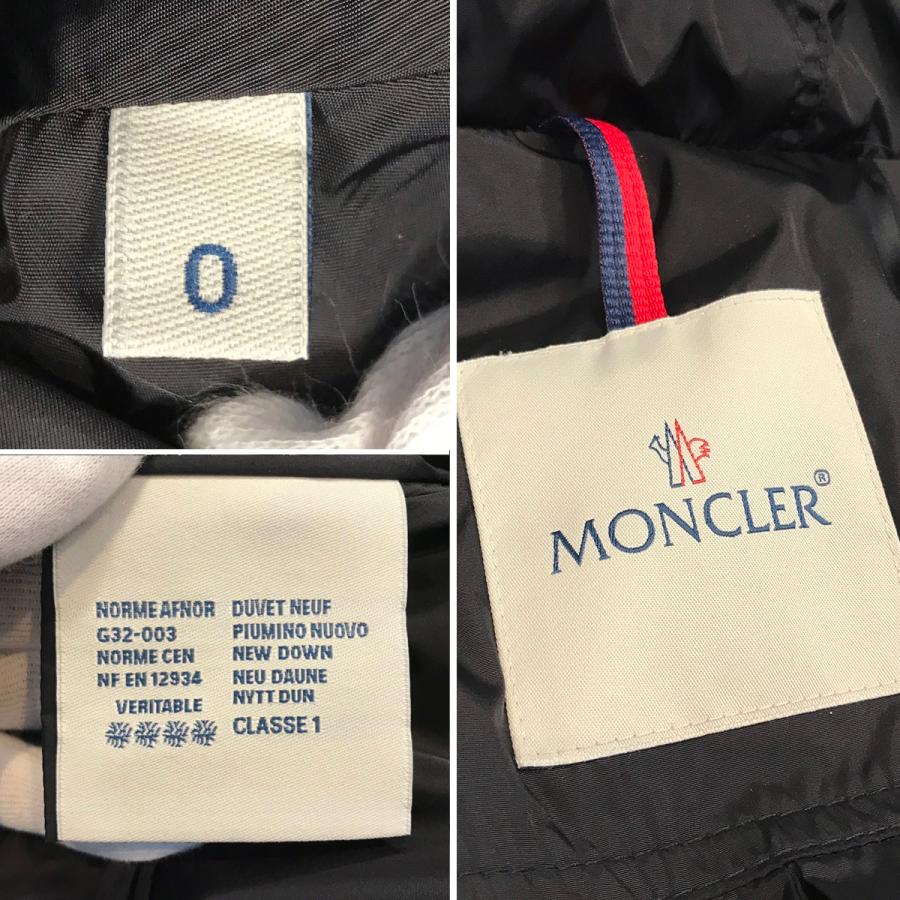 0
MONCLER®
NORME AFNOR
G32-003
NORME CEN
NF EN 12934
VERITABLE
DUVET NEUF
PIUMINO NUOVO
NEW DOWN
NEU DAUNE
NYTT DUN
CLASSE 1